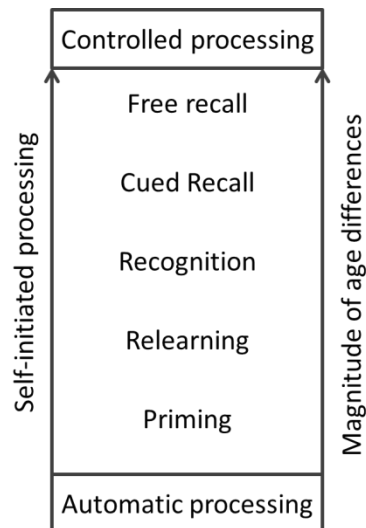 Controlled processing
Free recall
Cued Recall
Recognition
Relearning
Priming
Automatic processing
Self-initiated processing
Magnitude of age differences